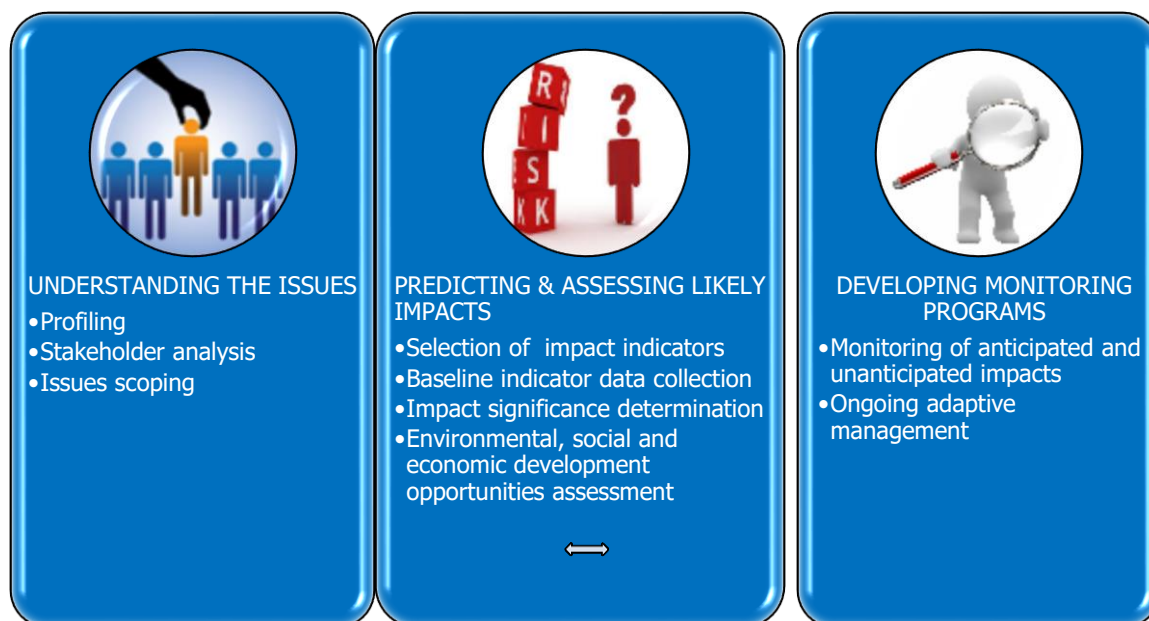 R
I
S
K K
?
UNDERSTANDING THE ISSUES
•Profiling
•Stakeholder analysis
•Issues scoping
PREDICTING & ASSESSING LIKELY
IMPACTS
•Selection of impact indicators
•Baseline indicator data collection
•Impact significance determination
•Environmental, social and
economic development
opportunities assessment
DEVELOPING MONITORING
PROGRAMS
•Monitoring of anticipated and
unanticipated impacts
•Ongoing adaptive
management